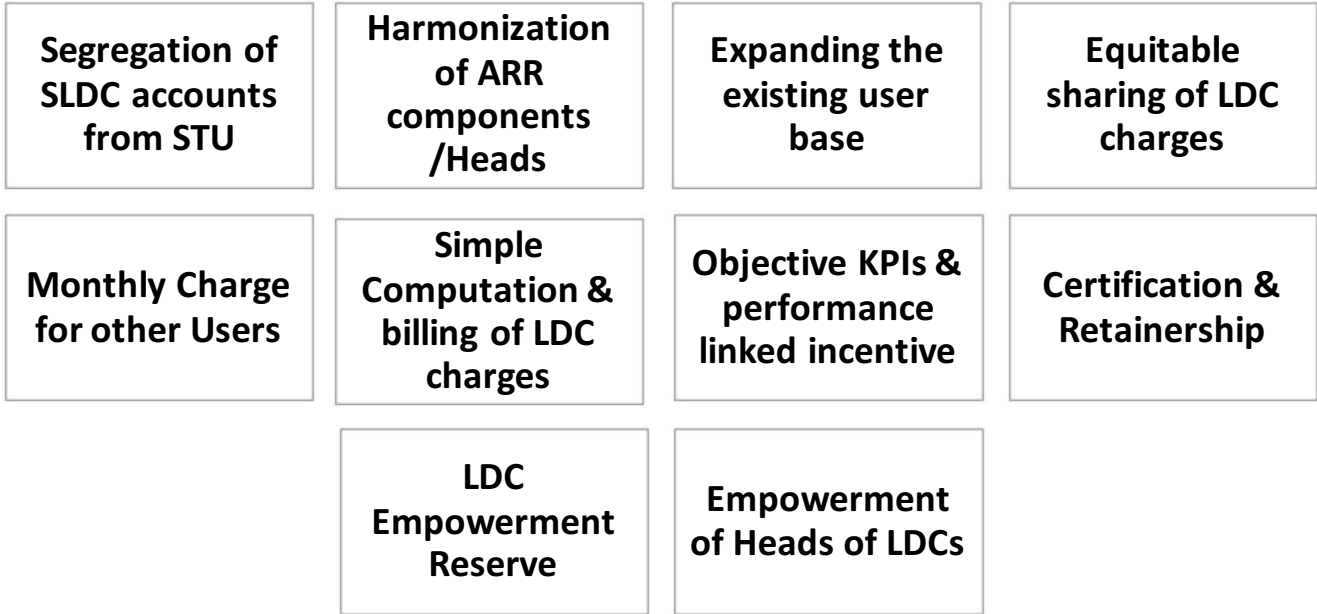 Segregation of
SLDC accounts
from STU
Harmonization
of ARR
components
/Heads
Expanding the
existing user
base
Equitable
sharing of LDC
charges
Monthly Charge
for other Users
Simple
Computation &
billing of LDC
charges
Objective KPIs &
performance
linked incentive
Certification &
Retainership
LDC
Empowerment
Reserve
Empowerment
of Heads of LDCs